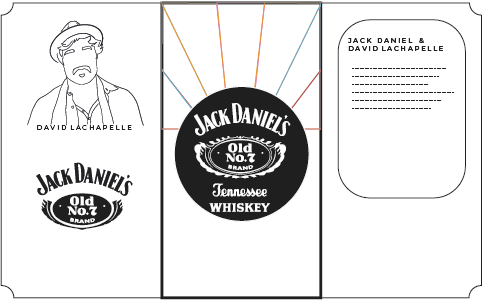 DAVID LACHAPELLE
JACK DANIEL'S
Old
No.7
BRAND
JACK DANIEL'S
Old
No.7
BRAND
Tennessee
WHISKEY
JACK DANIEL &
DAVID LACHAPELLE